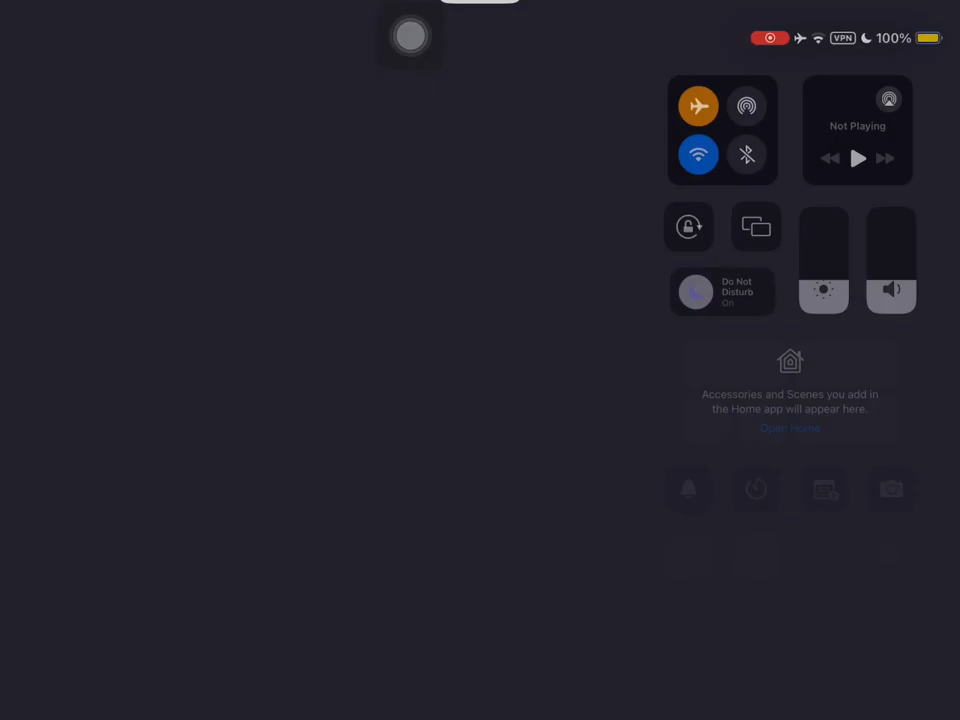 VPN 100%
Not Playing
Do Not
Disturb
On
Accessories and Scenes you add in
the Home app will appear here.
Open Home